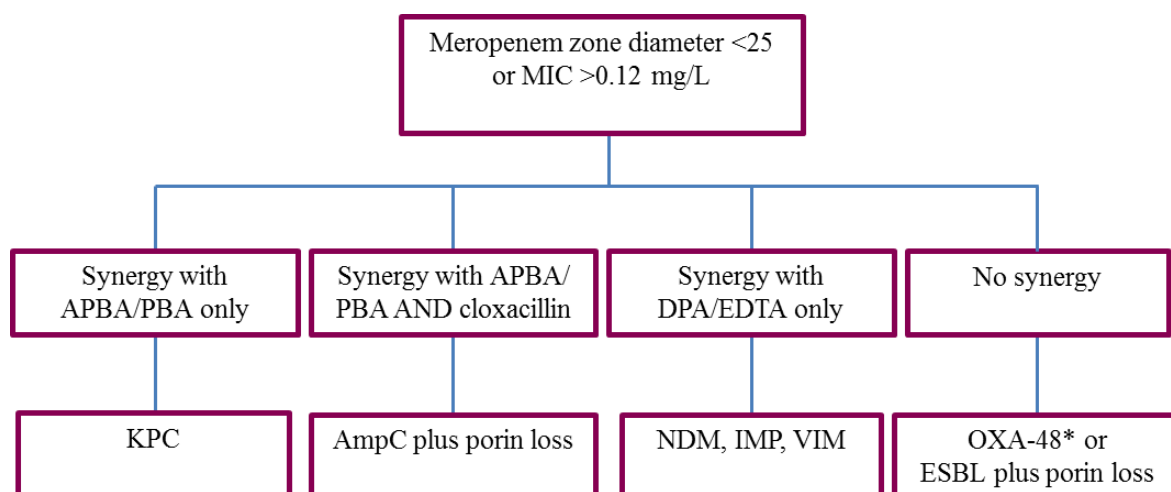 Meropenem zone diameter <25
or MIC >0.12 mg/L
Synergy with
APBA/PBA only
Synergy with APBA/
PBA AND cloxacillin
Synergy with
DPA/EDTA only
No synergy
KPC
AmpC plus porin loss
NDM, IMP, VIM
OXA-48* or
ESBL plus porin loss